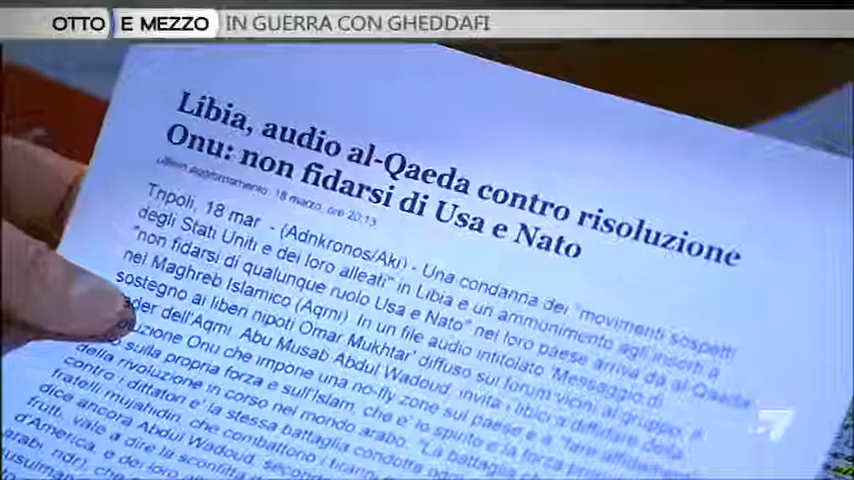 OTTO E MEZZO IN GUERRA CON GHEDDAFI
Libia, audio al-Qaeda contro risoluzione
Onu: non fidarsi di Usa e Nato
ultimo aggiornamento: 18 marzo, ore 20:13
Tripoli, 18 mar - (Adnkronos/Aki) - Una condanna dei "movimenti sospetti
degli Stati Uniti e dei loro alleati" in Libia e un ammonimento agli insorti a
"non fidarsi di qualunque ruolo Usa e Nato" nel loro paese arriva da al-Qaeda
nel Maghreb Islamico (Aqmi). In un file audio intitolato 'Messaggio di
sostegno ai liberi nipoti Omar Mukhtar' diffuso sui forum vicini al gruppo, il
ader dell'Aqmi, Abu Musab Abdul Wadoud, invita i libici a diffidare della
uzione Onu che impone una no-fly zone sul paese e a "fare affidamento
sulla propria forza e sull'Islam, che e' lo spirito e la forza
della rivoluzione in corso nel mondo arabo. "La battaglia
contro i dittatori e' la stessa battaglia condotta
fratelli mujahidin, che combattono i tiranni
dice ancora Abdul Wadoud, secondo
frutti, vale a dire la sconfitta
d'America, e dei loro
arabi, ndr), che
usulma